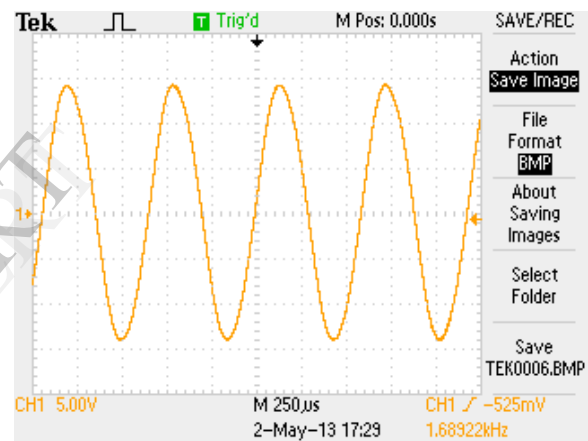 Tek T Trig'd M Pos: 0.000s SAVE/REC
Action
Save Image
File
Format
BMP
About
Saving
Images
Select
Folder
Save
TEK0006.BMP
1
CH1 5.00V M 250µs CH1 -525mV
2-May-13 17:29 1.68922kHz